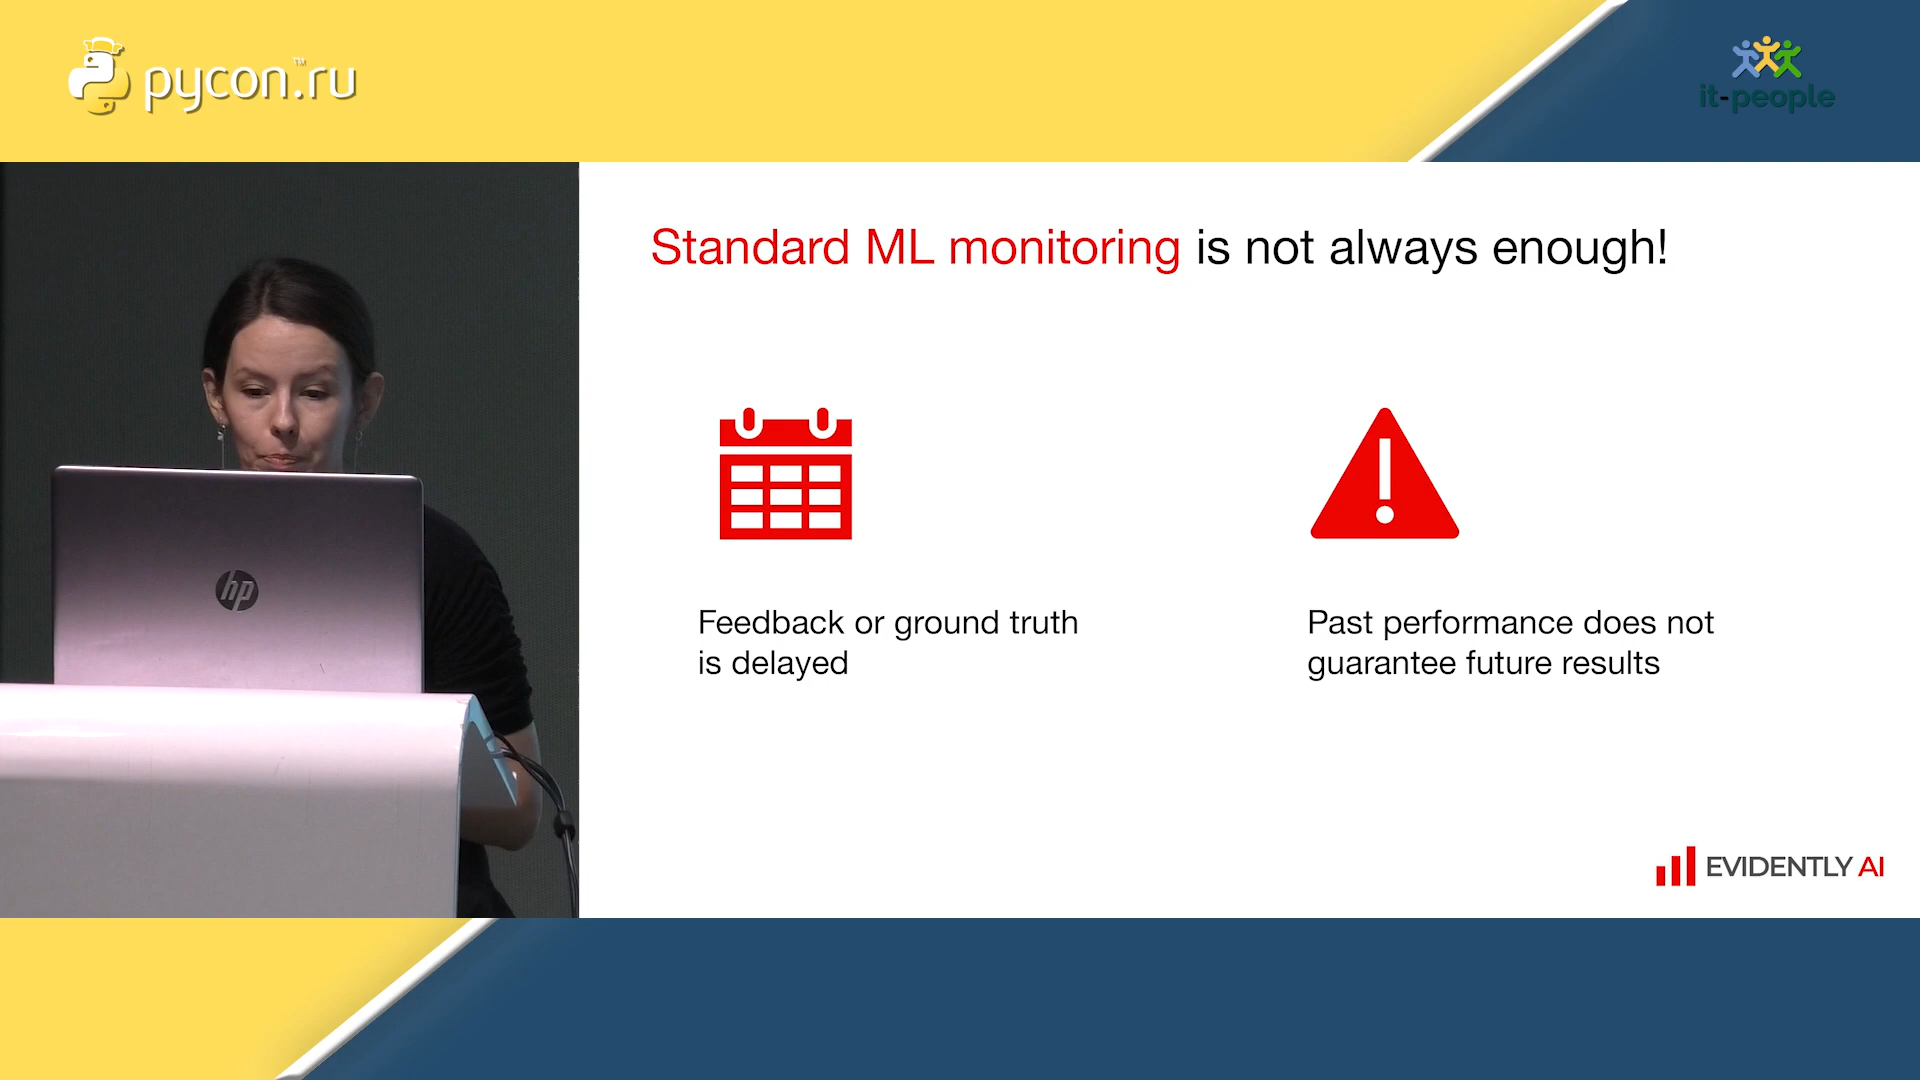 pycon.ru
TM
it-people
Standard ML monitoring is not always enough!
Feedback or ground truth
is delayed
Past performance does not
guarantee future results
hp
EVIDENTLY AI